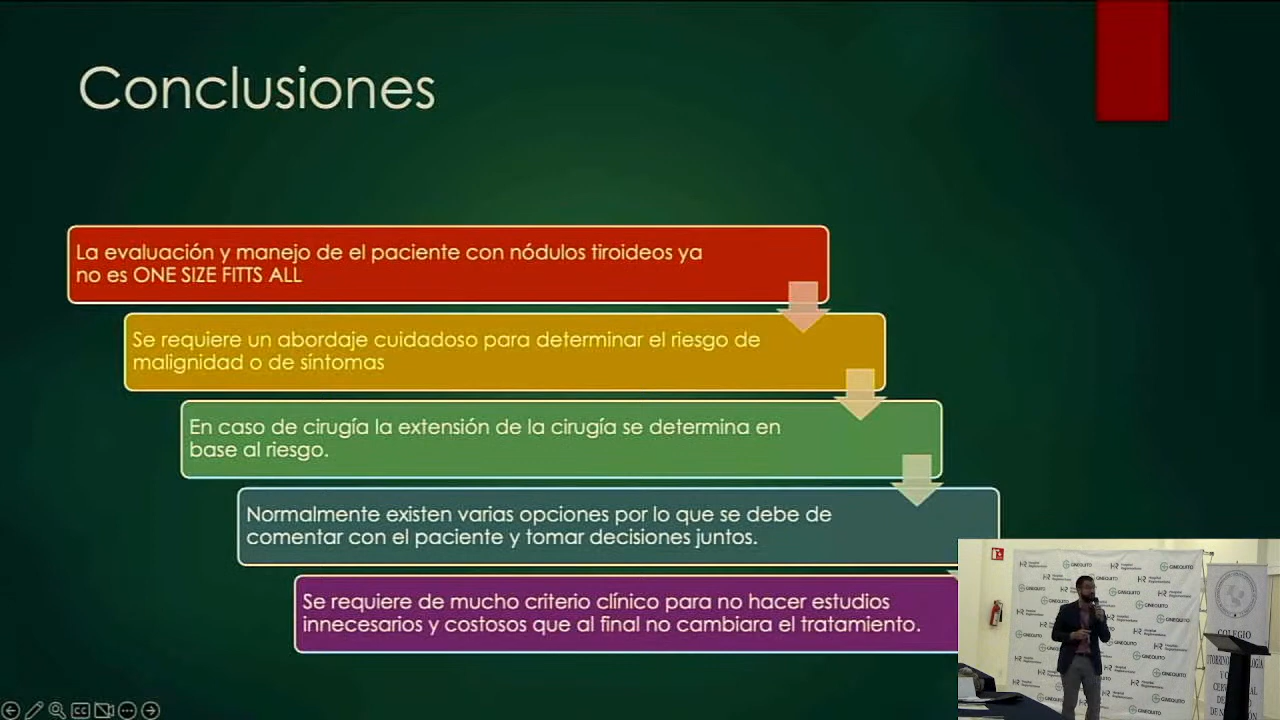 Conclusiones
La evaluación y manejo de el paciente con nódulos tiroideos ya
no es ONE SIZE FITTS ALL
Se requiere un abordaje cuidadoso para determinar el riesgo de
malignidad o de síntomas
En caso de cirugía la extensión de la cirugía se determina en
base al riesgo.
Normalmente existen varias opciones por lo que se debe de
comentar con el paciente y tomar decisiones juntos.
Se requiere de mucho criterio clínico para no hacer estudios
innecesarios y costosos que al final no cambiara el tratamiento.
CC
GINEQUITO
COLEGIO